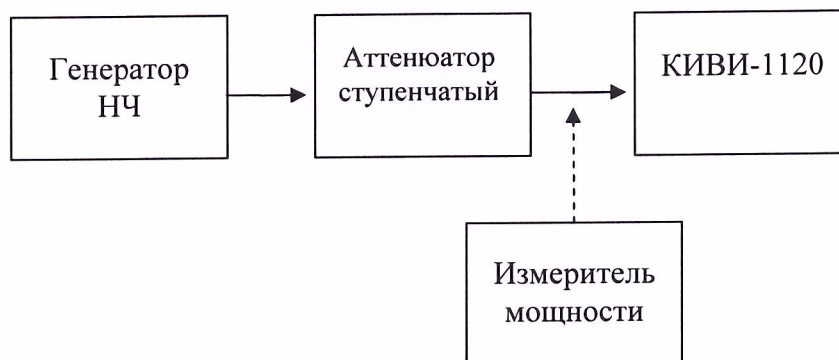 Генератор
НЧ
Аттенюатор
ступенчатый
КИВИ-1120
Измеритель
мощности